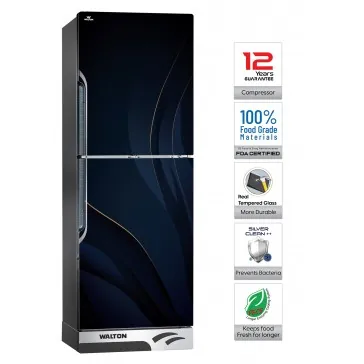 WALTON
12
Years
GUARANTEE
Compressor
100%
Food Grade
Materials
FDA CERTIFIED
Real
Tempered Glass
More Durable
SILVER
CLEAN ++
Prevents Bacteria
Keeps food
Fresh for longer